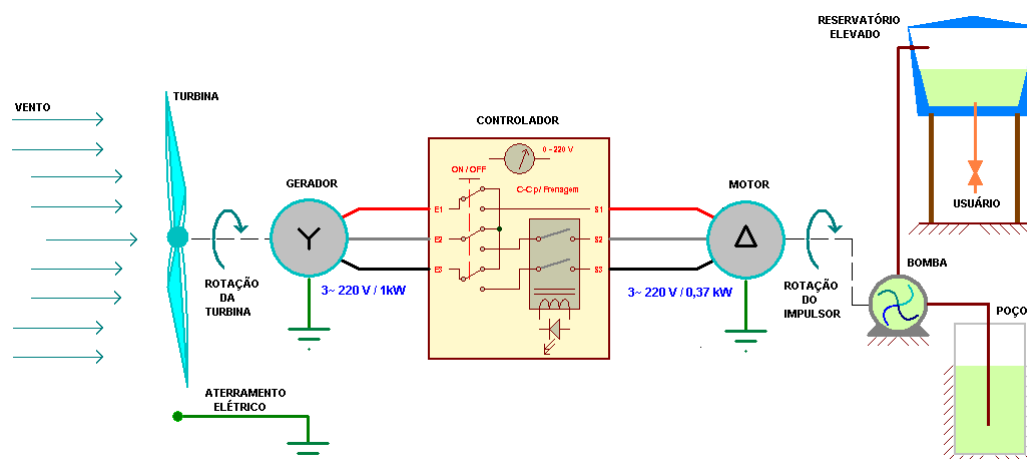 RESERVATÓRIO
ELEVADO
TURBINA
VENTO
CONTROLADOR
0 - 220 V
ON / OFF
GERADOR
C-C p/ Frenagem
MOTOR
E1
S1
USUÁRIO
E2
S2
E3
S3
BOMBA
ROTAÇÃO
DA
TURBINA
3~ 220 V / 1kW
3~ 220 V / 0,37 kW
ROTAÇÃO
DO
IMPULSOR
POÇO
ATERRAMENTO
ELÉTRICO